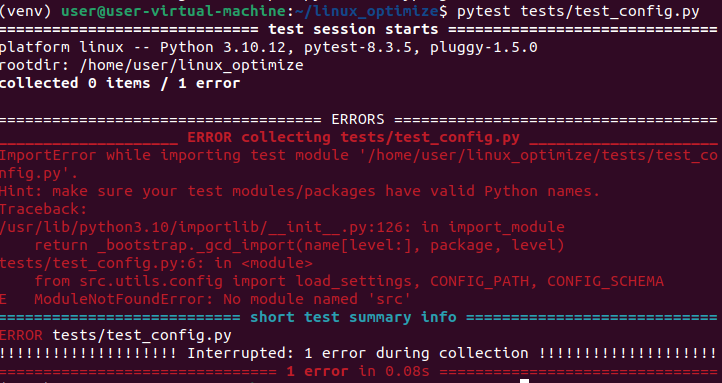 (venv) user@user-virtual-machine:~/linux_optimize$ pytest tests/test_config.py
============================= test session starts ==============================
platform linux -- Python 3.10.12, pytest-8.3.5, pluggy-1.5.0
rootdir: /home/user/linux_optimize
collected 0 items / 1 error

==================================== ERRORS ====================================
____________________ ERROR collecting tests/test_config.py _____________________
ImportError while importing test module '/home/user/linux_optimize/tests/test_co
nfig.py'.
Hint: make sure your test modules/packages have valid Python names.
Traceback:
/usr/lib/python3.10/importlib/__init__.py:126: in import_module
    return _bootstrap._gcd_import(name[level:], package, level)
tests/test_config.py:6: in <module>
    from src.utils.config import load_settings, CONFIG_PATH, CONFIG_SCHEMA
E   ModuleNotFoundError: No module named 'src'
=========================== short test summary info ============================
ERROR tests/test_config.py
!!!!!!!!!!!!!!!!!!!! Interrupted: 1 error during collection !!!!!!!!!!!!!!!!!!!!
=============================== 1 error in 0.08s ===============================